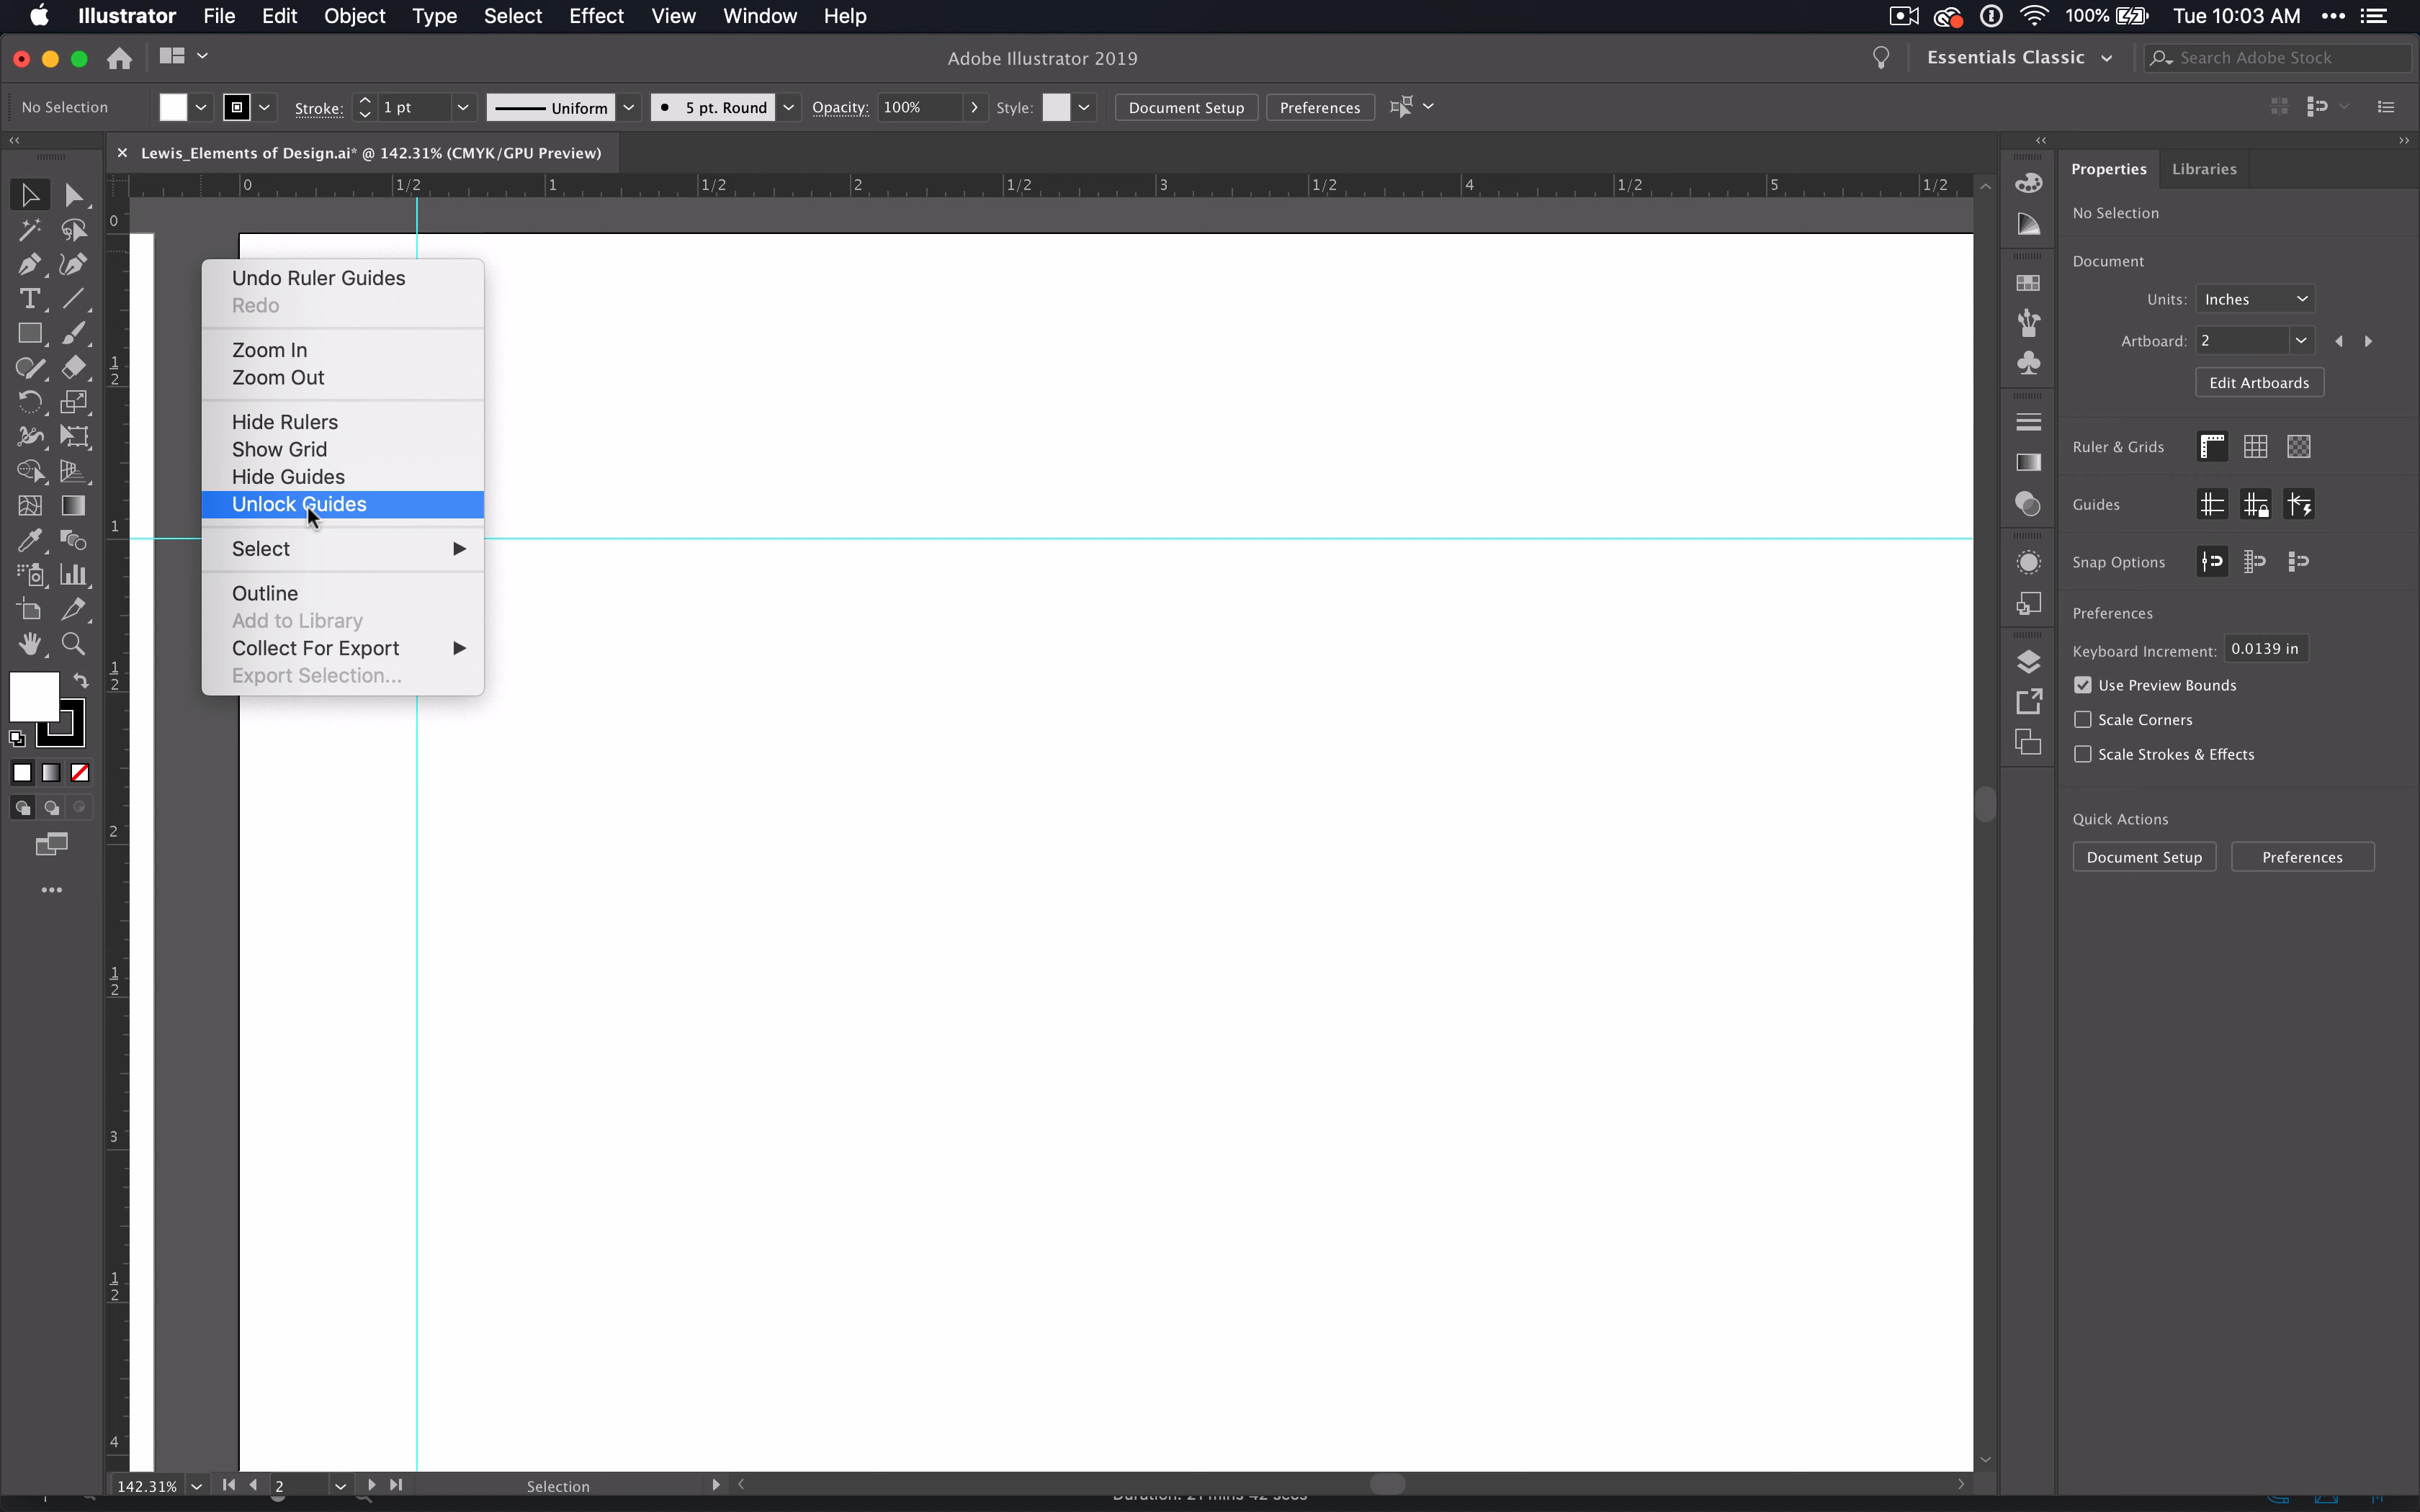 Illustrator File Edit Object Type Select Effect View Window Help 100% Tue 10:03 AM
Adobe Illustrator 2019 Essentials Classic Search Adobe Stock
No Selection Stroke: 1 pt Uniform 5 pt. Round Opacity: 100% Style: Document Setup Preferences
Lewis_Elements of Design.ai* @ 142.31% (CMYK/GPU Preview)
0 1/2 1 1/2 2 1/2 3 1/2 4 1/2 5 1/2
0
1
2
1
1
2
2
1
2
3
1
2
4
Undo Ruler Guides
Redo
Zoom In
Zoom Out
Hide Rulers
Show Grid
Hide Guides
Unlock Guides
Select
Outline
Add to Library
Collect For Export
Export Selection...
Properties Libraries
No Selection
Document
Units: Inches
Artboard: 2
Edit Artboards
Ruler & Grids
Guides
Snap Options
Preferences
Keyboard Increment: 0.0139 in
Use Preview Bounds
Scale Corners
Scale Strokes & Effects
Quick Actions
Document Setup Preferences
142.31% 2 Selection